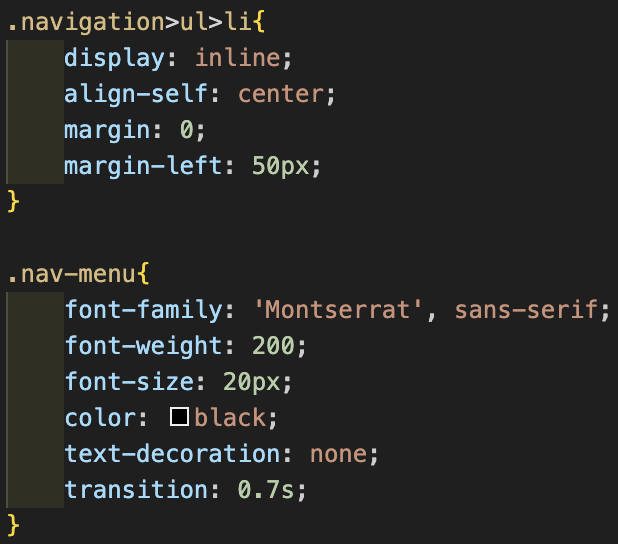 .navigation>ul>li{
    display: inline;
    align-self: center;
    margin: 0;
    margin-left: 50px;
}

.nav-menu{
    font-family: 'Montserrat', sans-serif;
    font-weight: 200;
    font-size: 20px;
    color: black;
    text-decoration: none;
    transition: 0.7s;
}